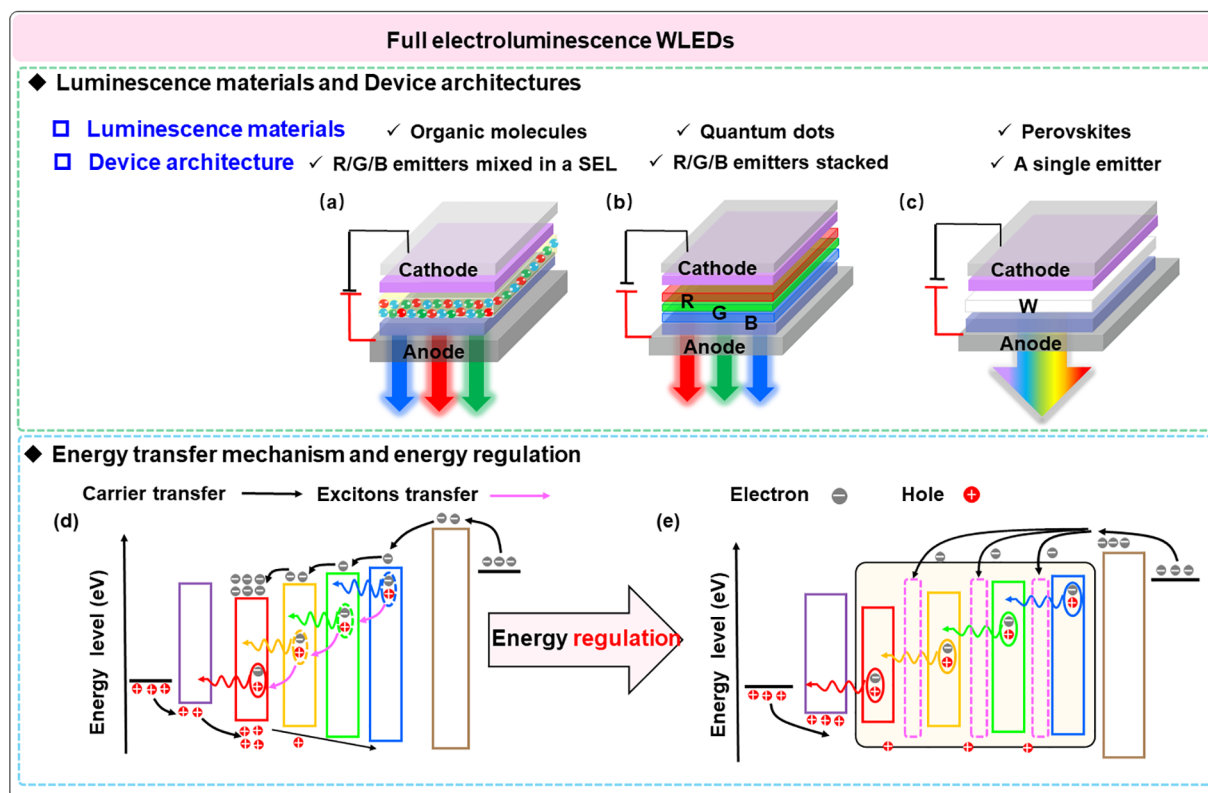 Full electroluminescence WLEDs
◆ Luminescence materials and Device architectures
Luminescence materials ✓ Organic molecules ✓ Quantum dots ✓ Perovskites
Device architecture ✓ R/G/B emitters mixed in a SEL ✓ R/G/B emitters stacked ✓ A single emitter
(a) (b) (c)
Cathode Cathode Cathode
R
G
B
W
Anode Anode Anode
◆ Energy transfer mechanism and energy regulation
Carrier transfer Excitons transfer Electron Hole
(d) (e)
Energy level (eV)
Energy regulation
Energy level (eV)